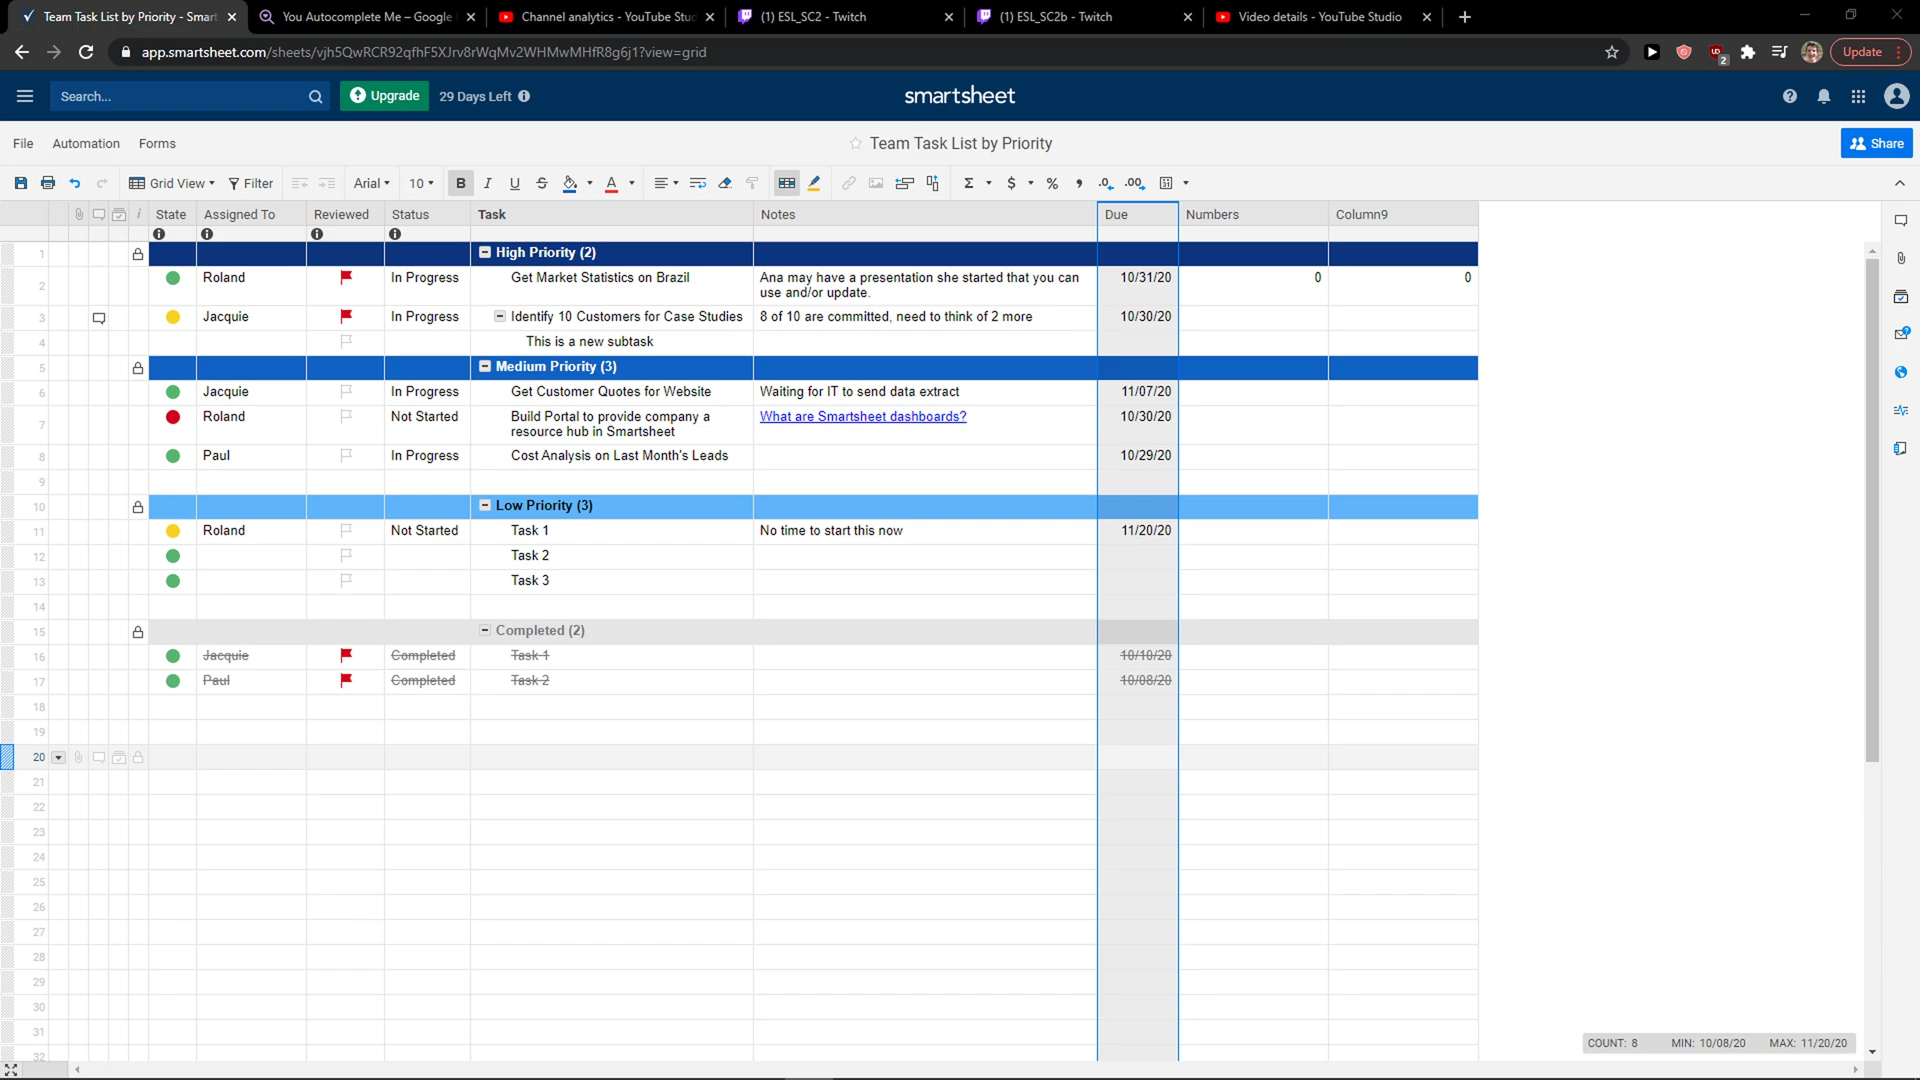 Team Task List by Priority - Smart
You Autocomplete Me – Google
Channel analytics - YouTube Stu
(1) ESL_SC2 - Twitch
(1) ESL_SC2b - Twitch
Video details - YouTube Studio
app.smartsheet.com/sheets/vjh5QwRCR92qfhF5XJrv8rWqMv2WHMwMHfR8g6j1?view=grid
2
Update
Search...
Upgrade
29 Days Left
smartsheet
File
Automation
Forms
Team Task List by Priority
Share
Grid View
Filter
Arial
10
B
I
U
S
A
Σ
$
%
,
.0
.00
State Assigned To Reviewed Status Task Notes Due Numbers Column9
1 High Priority (2)
2 Roland In Progress Get Market Statistics on Brazil Ana may have a presentation she started that you can 10/31/20 0 0
use and/or update.
3 Jacquie In Progress Identify 10 Customers for Case Studies 8 of 10 are committed, need to think of 2 more 10/30/20
4 This is a new subtask
5 Medium Priority (3)
6 Jacquie In Progress Get Customer Quotes for Website Waiting for IT to send data extract 11/07/20
7 Roland Not Started Build Portal to provide company a What are Smartsheet dashboards? 10/30/20
resource hub in Smartsheet
8 Paul In Progress Cost Analysis on Last Month's Leads 10/29/20
9
10 Low Priority (3)
11 Roland Not Started Task 1 No time to start this now 11/20/20
12 Task 2
13 Task 3
14
15 Completed (2)
16 Jacquie Completed Task 1 10/10/20
17 Paul Completed Task 2 10/08/20
18
19
20
21
22
23
24
25
26
27
28
29
30
31
32
COUNT: 8 MIN: 10/08/20 MAX: 11/20/20